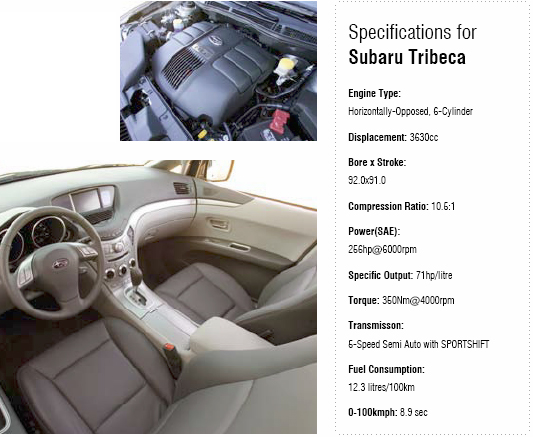 Specifications for
Subaru Tribeca
Engine Type:
Horizontally-Opposed, 6-Cylinder
Displacement: 3630cc
Bore x Stroke:
92.0x91.0
Compression Ratio: 10.5:1
Power(SAE):
256hp@6000rpm
Specific Output: 71hp/litre
Torque: 350Nm@4000rpm
Transmisson:
5-Speed Semi Auto with SPORTSHIFT
Fuel Consumption:
12.3 litres/100km
0-100kmph: 8.9 sec